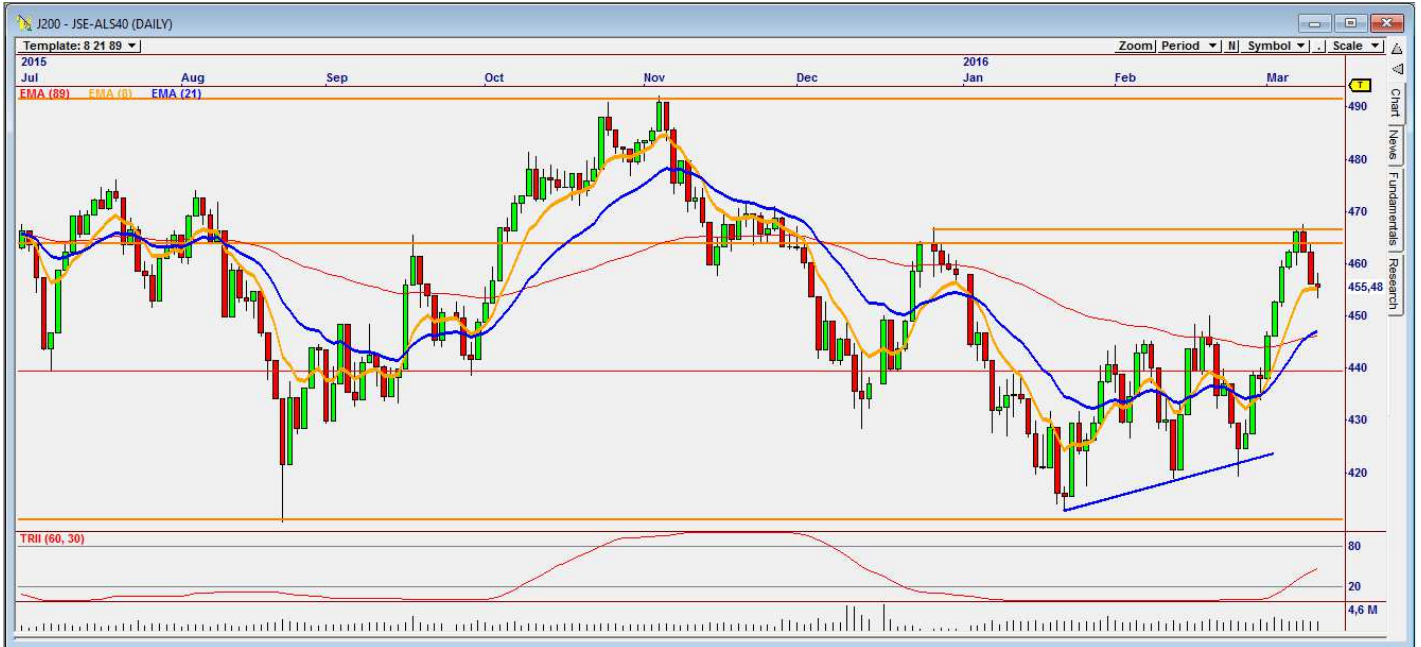 J200 - JSE-ALS40 (DAILY)
Template: 8 21 89
Zoom Period N Symbol . Scale
2015 2016
Jul Aug Sep Oct Nov Dec Jan Feb Mar
EMA (89) EMA (8) EMA (21)
T
490
480
470
460
455,48
450
440
430
420
Chart
News
Fundamentals
Research
TRII (60, 30)
80
20
4,6 M